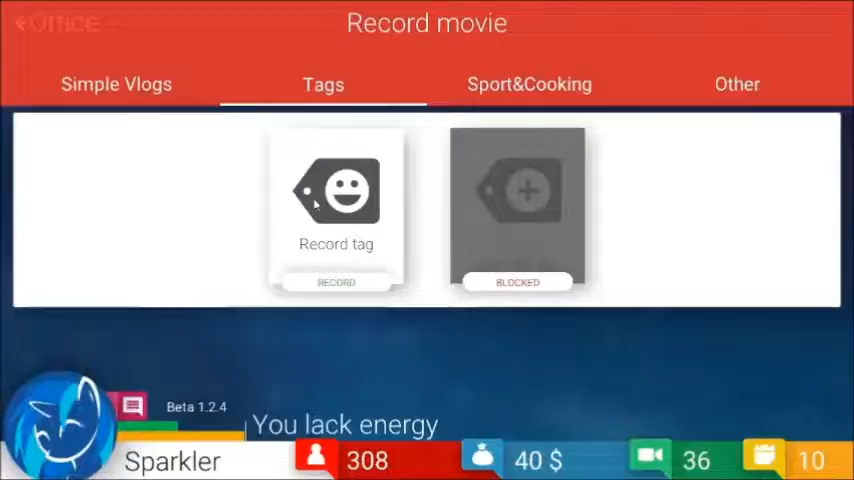 Office
Record movie
Simple Vlogs
Tags
Sport&Cooking
Other
Record tag
RECORD
BLOCKED
Beta 1.2.4
You lack energy
Sparkler
308
40 $
36
10